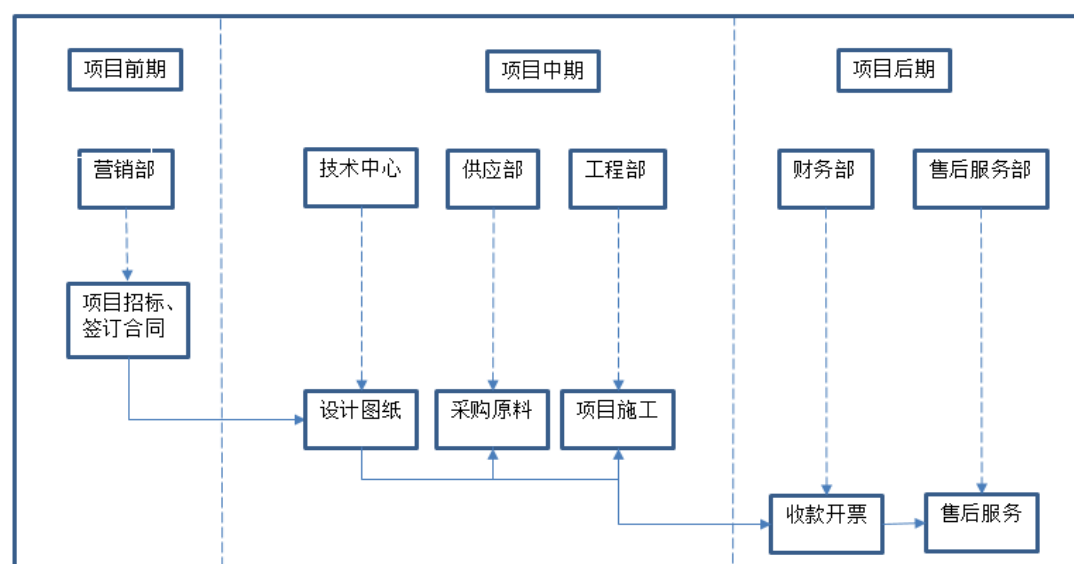 项目前期
项目中期
项目后期
营销部
技术中心
供应部
工程部
财务部
售后服务部
项目招标、
签订合同
设计图纸
采购原料
项目施工
收款开票
售后服务